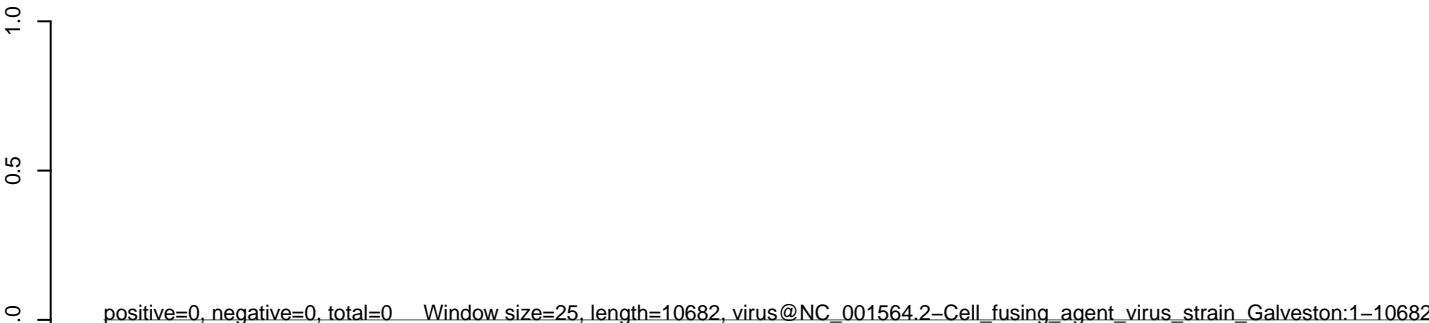 1.0
0.5
.0
positive=0, negative=0, total=0 Window size=25, length=10682, virus@NC_001564.2−Cell_fusing_agent_virus_strain_Galveston:1−10682